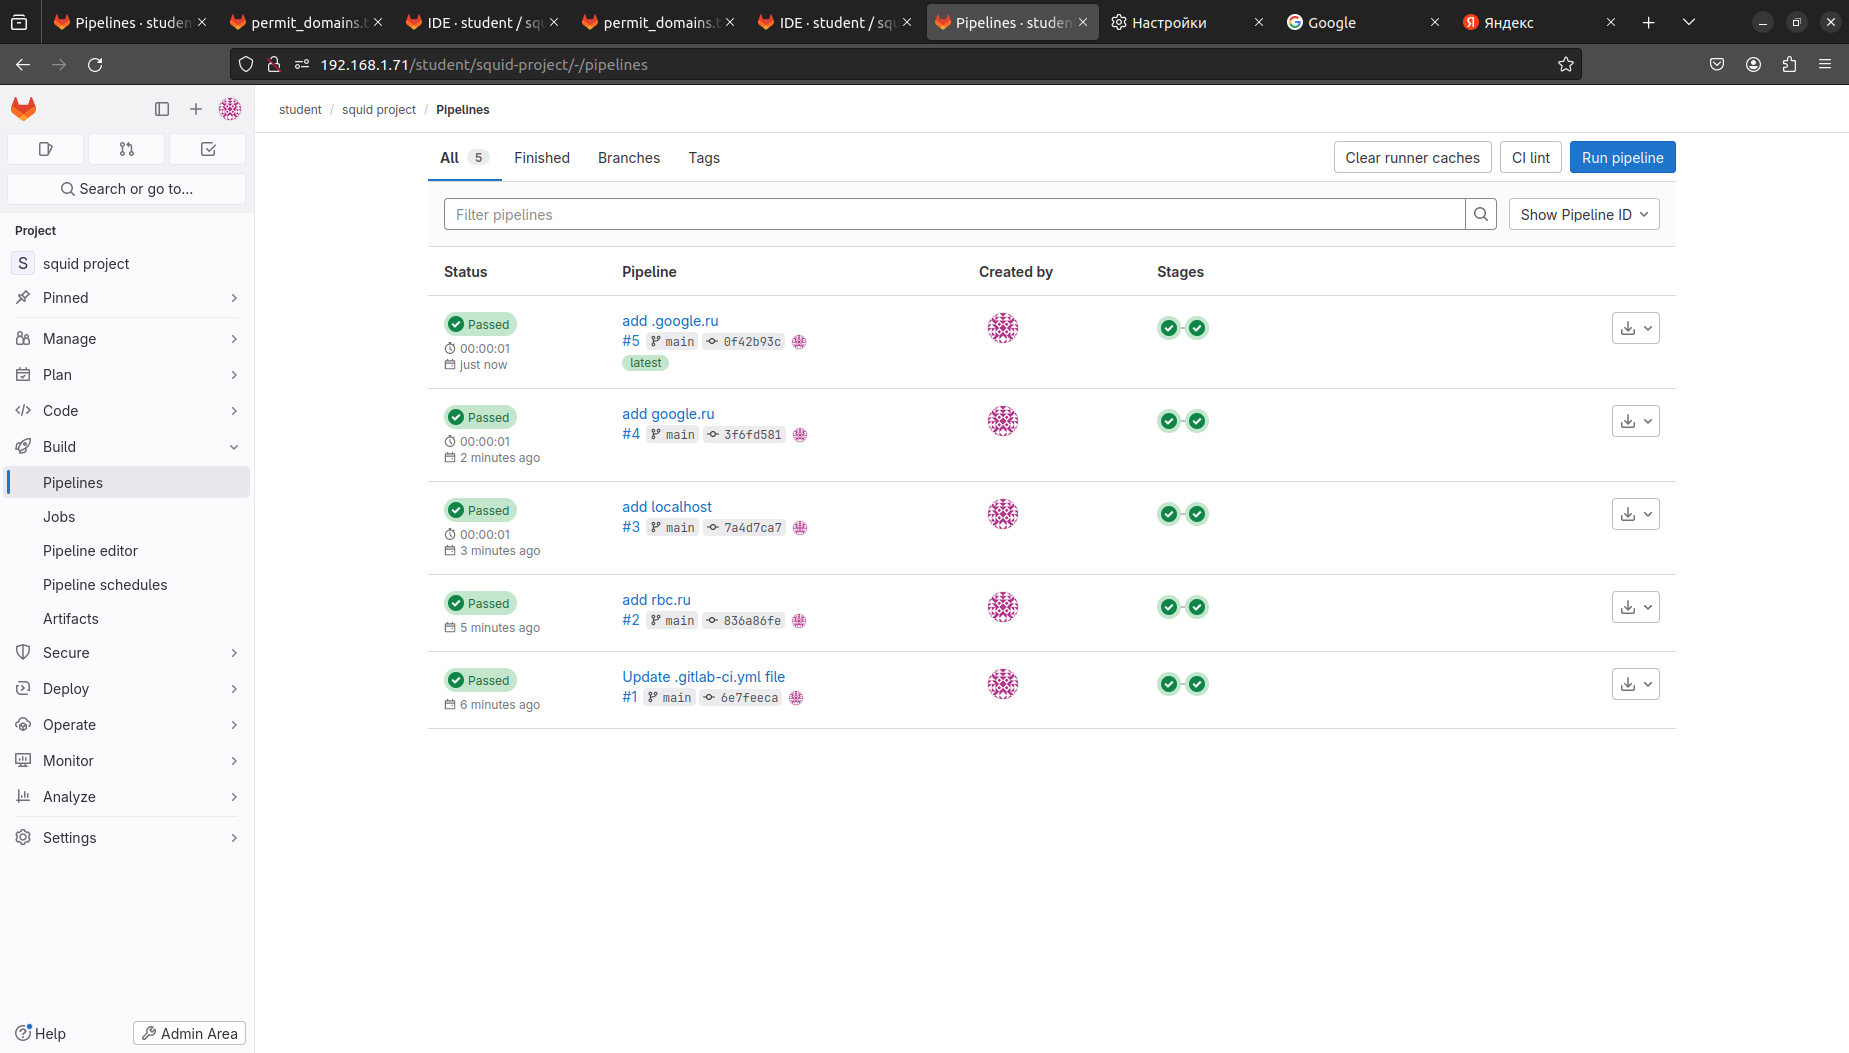 Pipelines · studen
permit_domains.t
IDE · student / squ
permit_domains.t
IDE · student / squ
Pipelines · studen
Настройки
Google
Яндекс
192.168.1.71/student/squid-project/-/pipelines
student / squid project / Pipelines
All 5
Finished
Branches
Tags
Clear runner caches
CI lint
Run pipeline
Search or go to...
Filter pipelines
Show Pipeline ID
Project
S squid project
Pinned
Manage
Plan
Code
Build
Pipelines
Jobs
Pipeline editor
Pipeline schedules
Artifacts
Secure
Deploy
Operate
Monitor
Analyze
Settings
Help
Admin Area
Status Pipeline Created by Stages
Passed
00:00:01
just now
add .google.ru
#5 main 0f42b93c
latest
Passed
00:00:01
2 minutes ago
add google.ru
#4 main 3f6fd581
Passed
00:00:01
3 minutes ago
add localhost
#3 main 7a4d7ca7
Passed
5 minutes ago
add rbc.ru
#2 main 836a86fe
Passed
6 minutes ago
Update .gitlab-ci.yml file
#1 main 6e7feeca